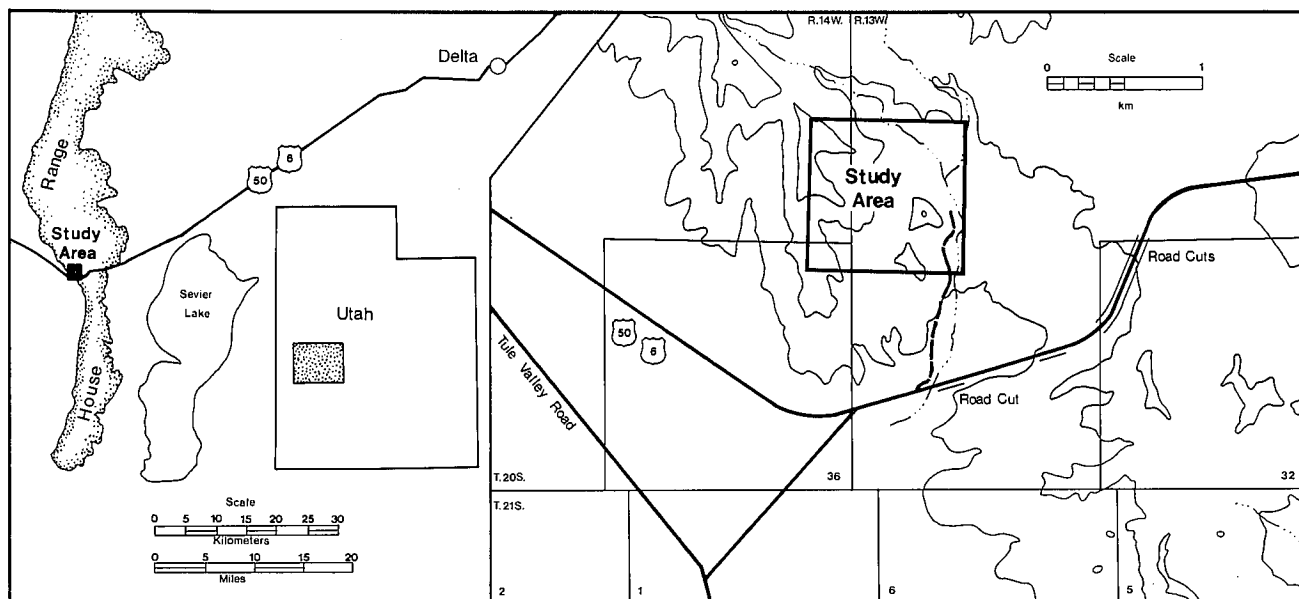 Delta
6
50
Range
Study
Area
House
Sevier
Lake
Utah
Scale
0 5 10 15 20 25 30
Kilometers
0 5 10 15 20
Miles
R.14W. R.13W.
Scale
0 1
km
Study
Area
Road Cuts
50
6
Tule Valley Road
Road Cut
T.20S. 36 32
T.21S.
2 1 6 5